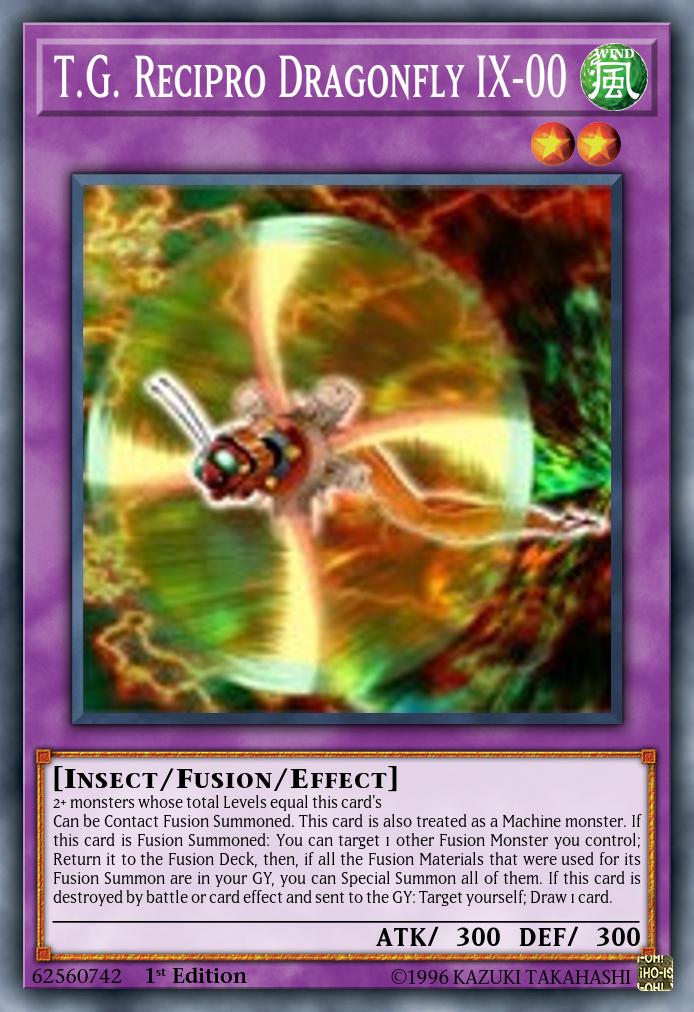 T.G. Recipro Dragonfly IX-00
WIND
風
[Insect/Fusion/Effect]
2+ monsters whose total Levels equal this card's
Can be Contact Fusion Summoned. This card is also treated as a Machine monster. If
this card is Fusion Summoned: You can target 1 other Fusion Monster you control;
Return it to the Fusion Deck, then, if all the Fusion Materials that were used for its
Fusion Summon are in your GY, you can Special Summon all of them. If this card is
destroyed by battle or card effect and sent to the GY: Target yourself; Draw 1 card.
ATK/ 300 DEF/ 300
62560742 1st Edition ©1996 KAZUKI TAKAHASHI